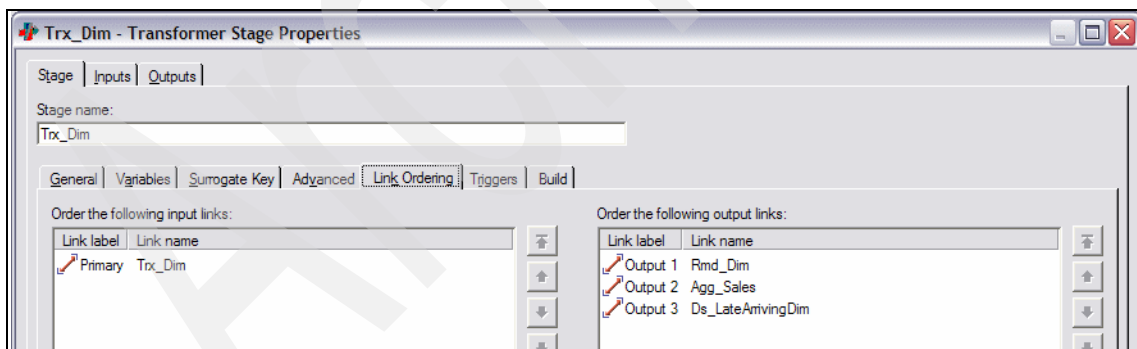 Trx_Dim - Transformer Stage Properties
Stage Inputs Outputs
Stage name:
Trx_Dim
General Variables Surrogate Key Advanced Link Ordering Triggers Build
Order the following input links: Order the following output links:
Link label Link name Link label Link name
Primary Trx_Dim Output 1 Rmd_Dim
Output 2 Agg_Sales
Output 3 Ds_LateArrivingDim